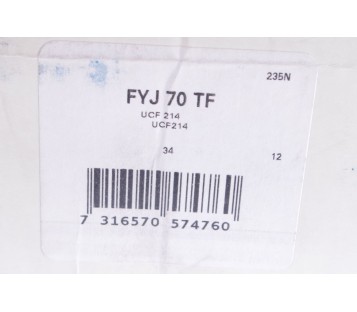 235N
FYJ 70 TF
UCF 214
UCF214
34 12
7 316570 574760